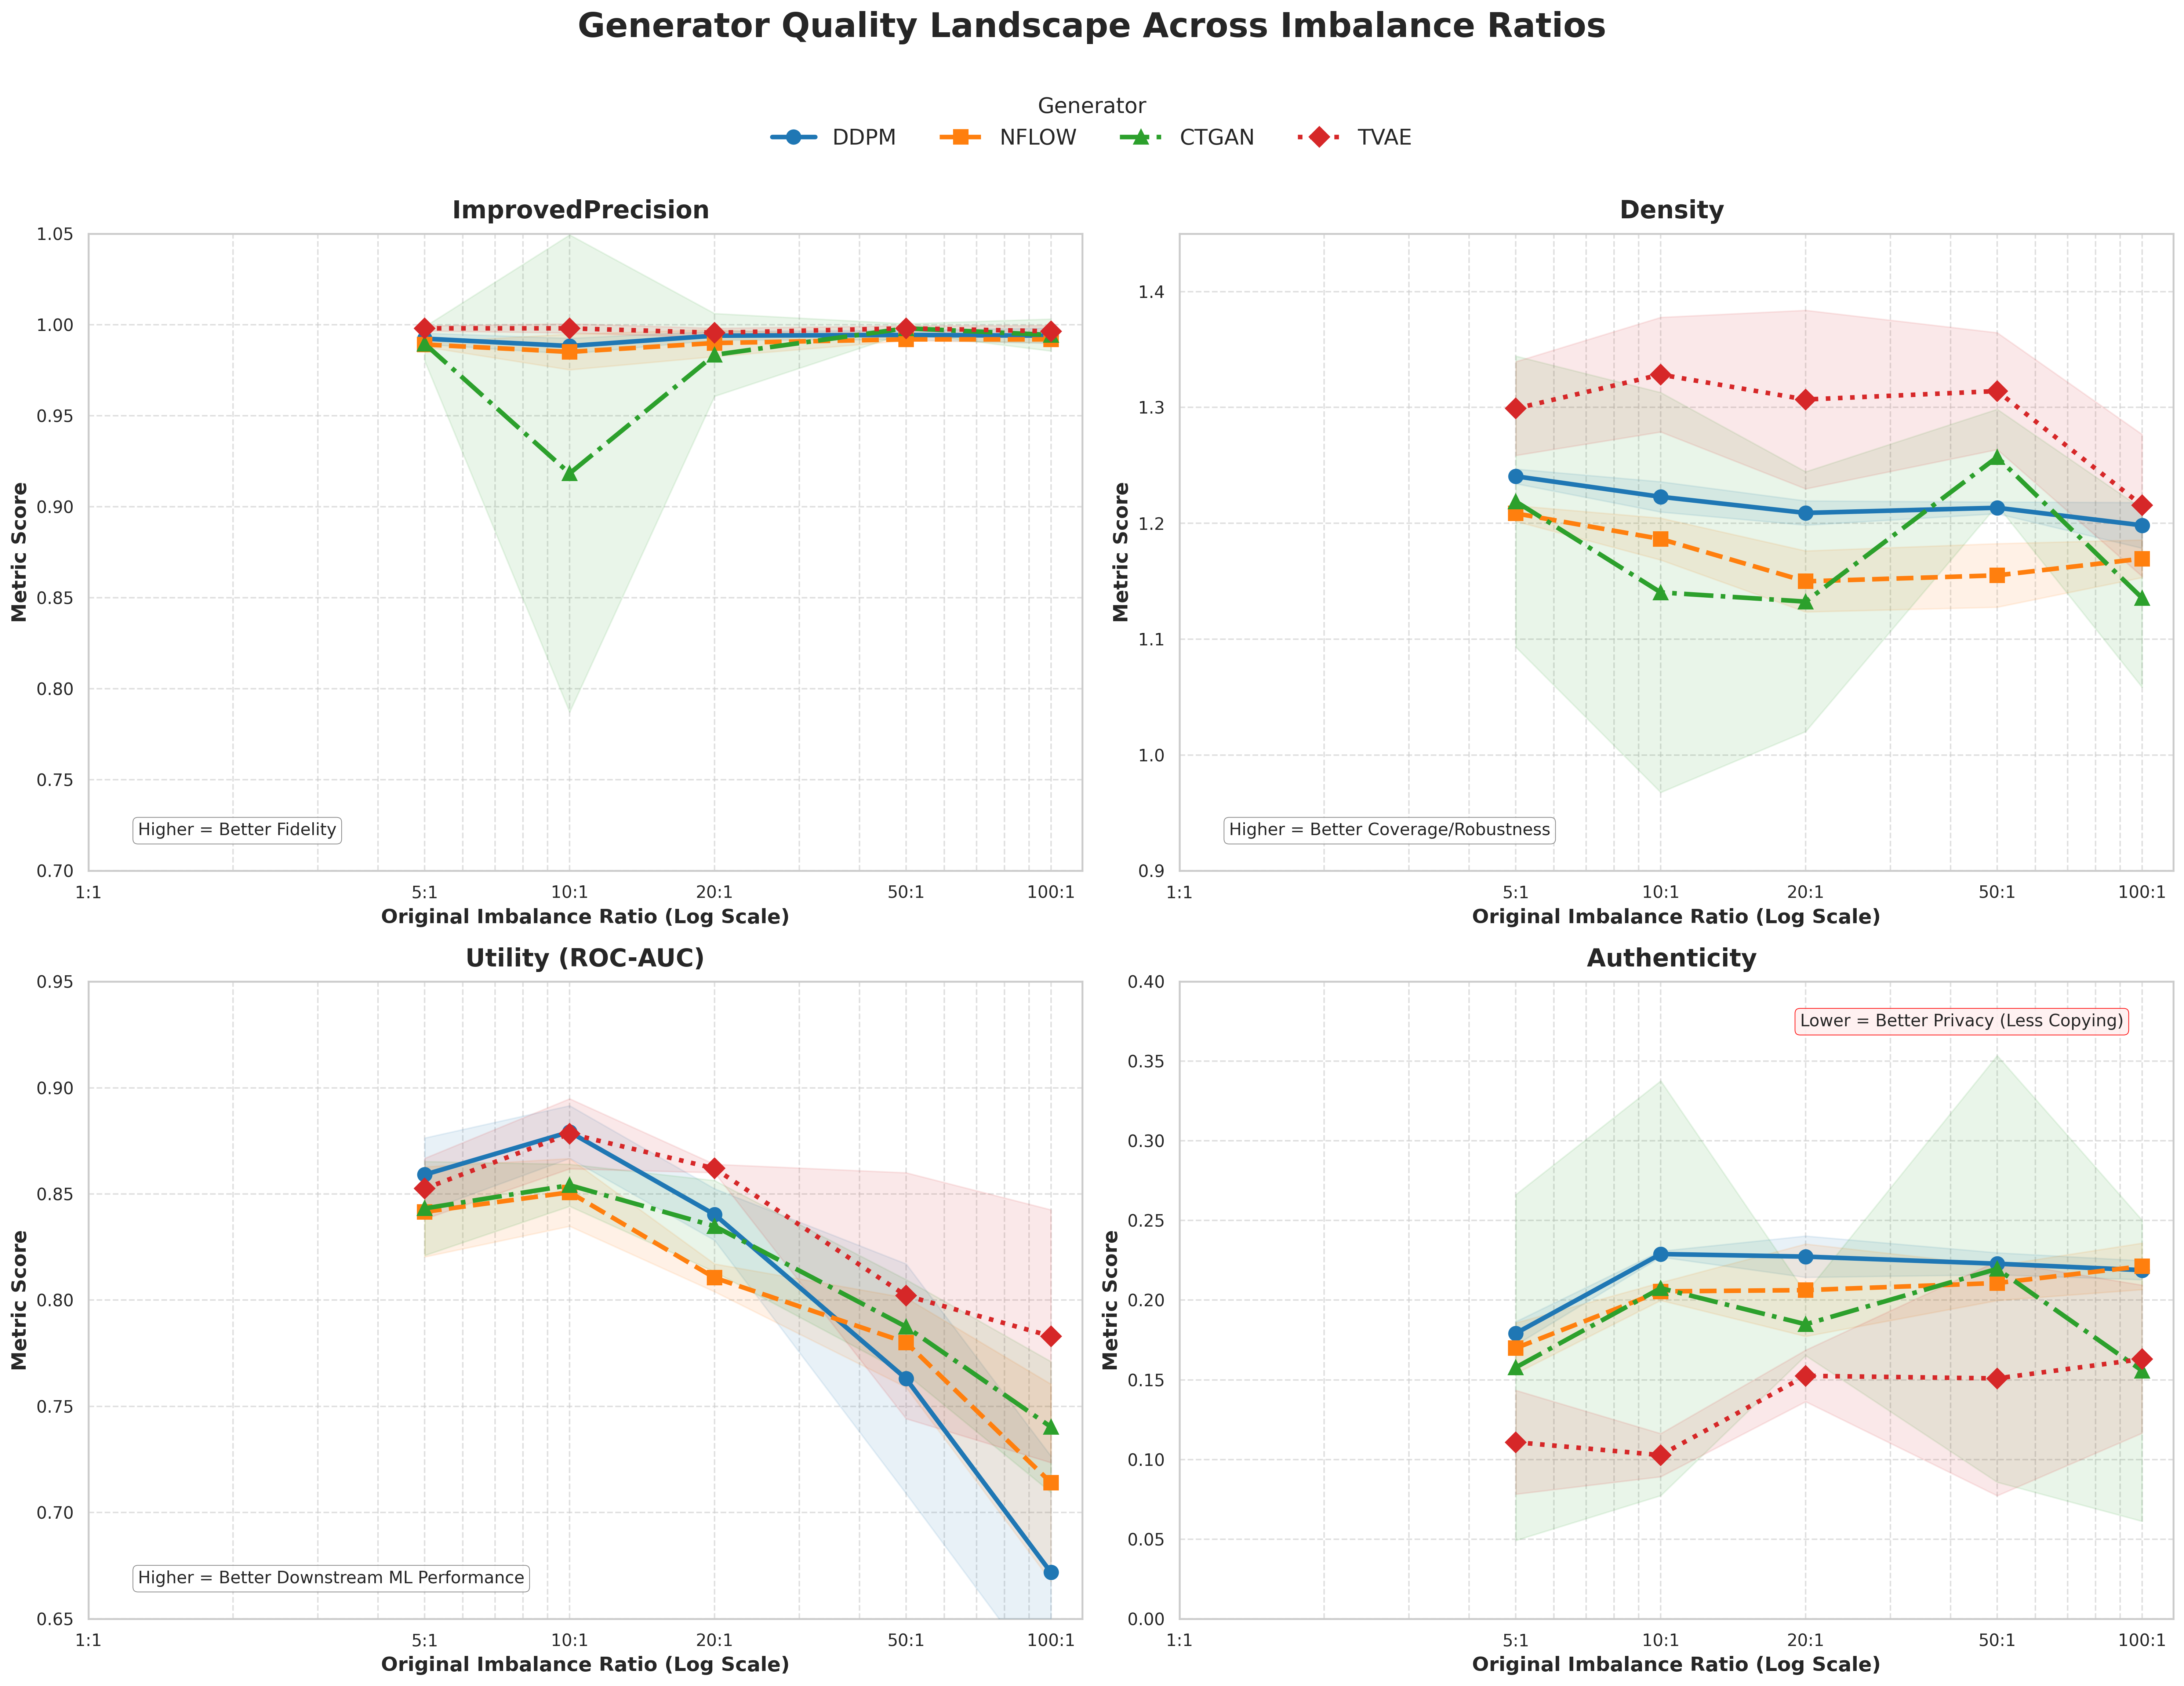 Generator Quality Landscape Across Imbalance Ratios
Generator
DDPM NFLOW CTGAN TVAE
ImprovedPrecision
Metric Score
1.05
1.00
0.95
0.90
0.85
0.80
0.75
0.70
Higher = Better Fidelity
1:1 5:1 10:1 20:1 50:1 100:1
Original Imbalance Ratio (Log Scale)
Density
Metric Score
1.4
1.3
1.2
1.1
1.0
0.9
Higher = Better Coverage/Robustness
1:1 5:1 10:1 20:1 50:1 100:1
Original Imbalance Ratio (Log Scale)
Utility (ROC-AUC)
Metric Score
0.95
0.90
0.85
0.80
0.75
0.70
0.65
Higher = Better Downstream ML Performance
1:1 5:1 10:1 20:1 50:1 100:1
Original Imbalance Ratio (Log Scale)
Authenticity
Metric Score
0.40
0.35
0.30
0.25
0.20
0.15
0.10
0.05
0.00
Lower = Better Privacy (Less Copying)
1:1 5:1 10:1 20:1 50:1 100:1
Original Imbalance Ratio (Log Scale)